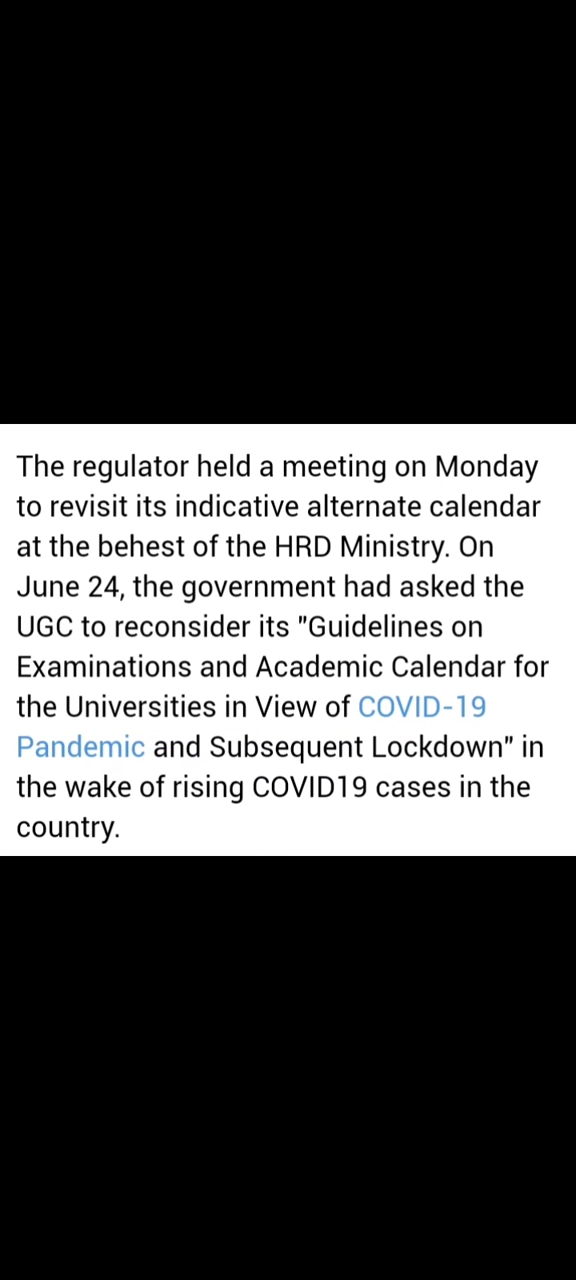 The regulator held a meeting on Monday
to revisit its indicative alternate calendar
at the behest of the HRD Ministry. On
June 24, the government had asked the
UGC to reconsider its "Guidelines on
Examinations and Academic Calendar for
the Universities in View of COVID-19
Pandemic and Subsequent Lockdown" in
the wake of rising COVID19 cases in the
country.